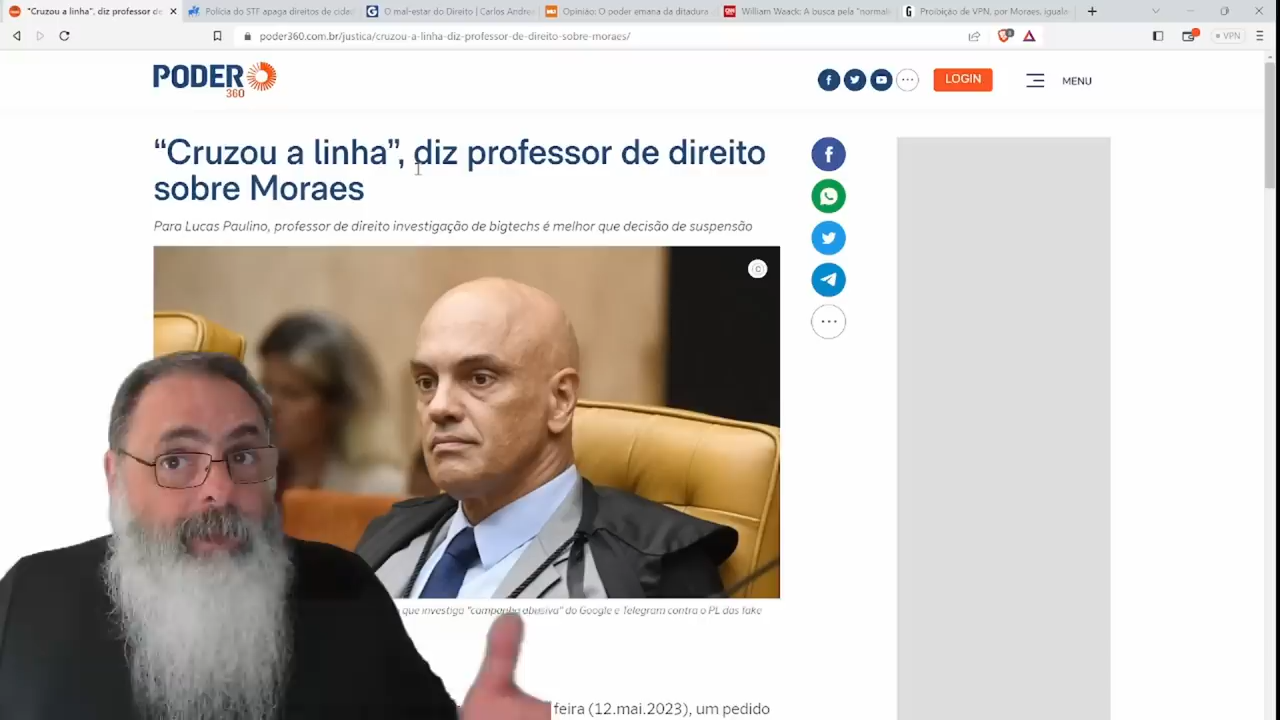 "Cruzou a linha", diz professor de
Polícia do STF apaga direitos de cidad
O mal-estar do Direito | Carlos Andre
Opinião: O poder emana da ditadura
William Waack: A busca pela "normali
Proibição de VPN, por Moraes, iguala
poder360.com.br/justica/cruzou-a-linha-diz-professor-de-direito-sobre-moraes/
VPN
PODER
360
LOGIN
MENU
“Cruzou a linha”, diz professor de direito
sobre Moraes
Para Lucas Paulino, professor de direito investigação de bigtechs é melhor que decisão de suspensão
que investiga "campanha abusiva" do Google e Telegram contra o PL das fake
feira (12.mai.2023), um pedido